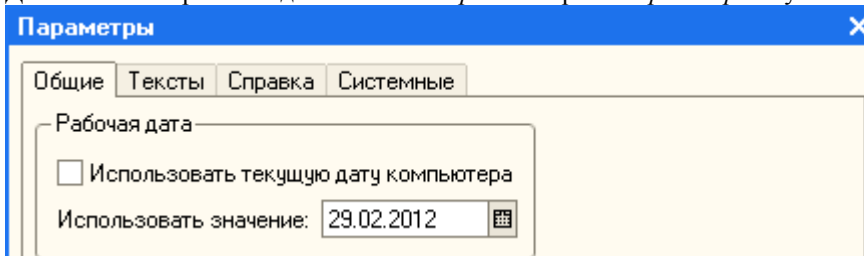 Параметры
Общие Тексты Справка Системные
Рабочая дата
Использовать текущую дату компьютера
Использовать значение: 29.02.2012